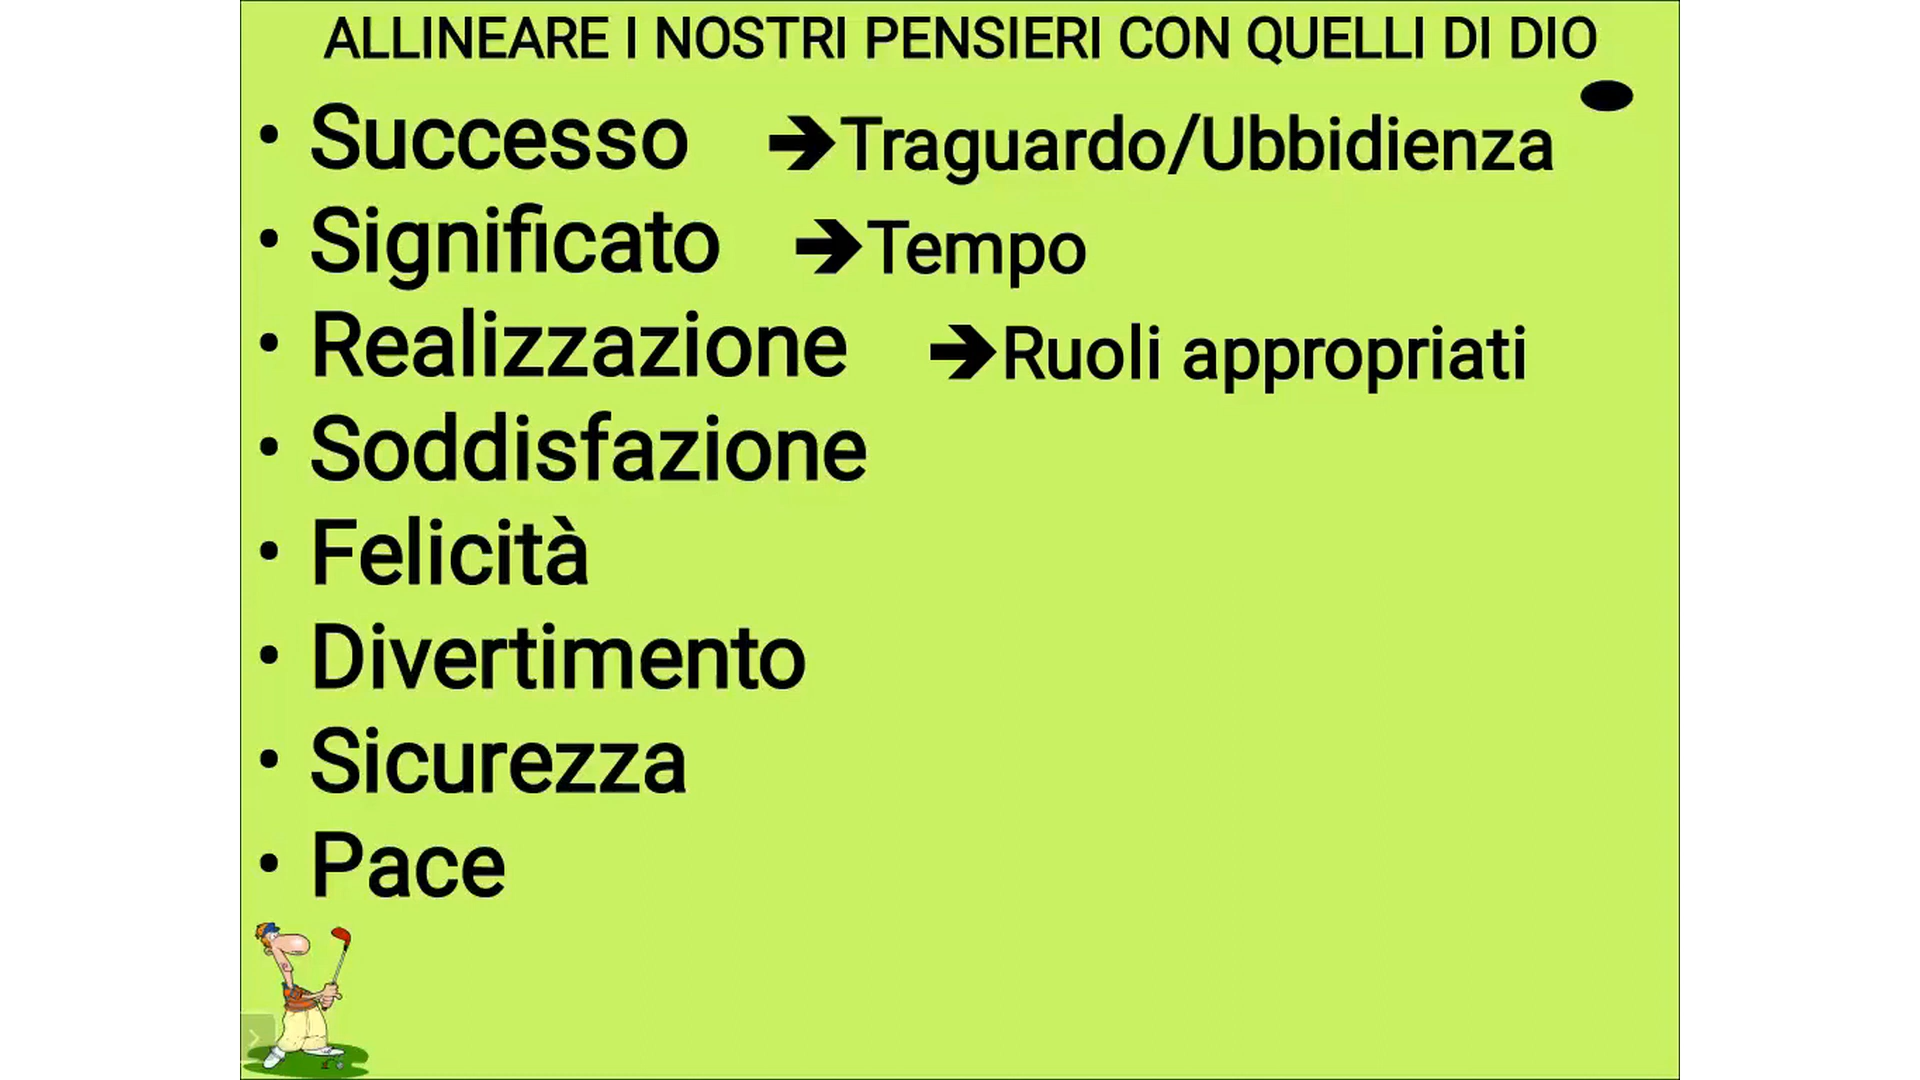 ALLINEARE I NOSTRI PENSIERI CON QUELLI DI DIO
• Successo ➔Traguardo/Ubbidienza
• Significato ➔Tempo
• Realizzazione ➔Ruoli appropriati
• Soddisfazione
• Felicità
• Divertimento
• Sicurezza
• Pace